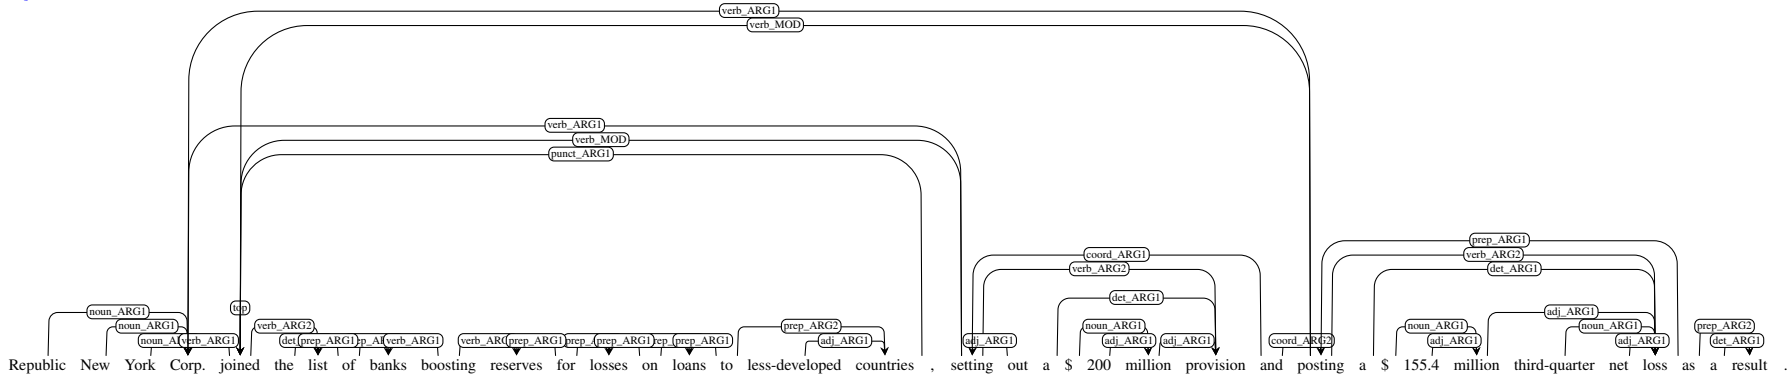 verb_ARG1
verb_MOD
verb_ARG1
verb_MOD
punct_ARG1
prep_ARG1
coord_ARG1 verb_ARG2
verb_ARG2 det_ARG1
det_ARG1
noun_ARG1 top adj_ARG1
noun_ARG1 verb_ARG2 prep_ARG2 noun_ARG1 noun_ARG1 noun_ARG1 prep_ARG2
verb_ARG1 prep_ARG1 verb_ARG1 prep_ARG1 prep_ARG1 prep_ARG1 adj_ARG1 adj_ARG1 adj_ARG1 adj_ARG1 coord_ARG2 adj_ARG1 adj_ARG1 det_ARG1
Republic New York Corp. joined the list of banks boosting reserves for losses on loans to less-developed countries , setting out a $ 200 million provision and posting a $ 155.4 million third-quarter net loss as a result .